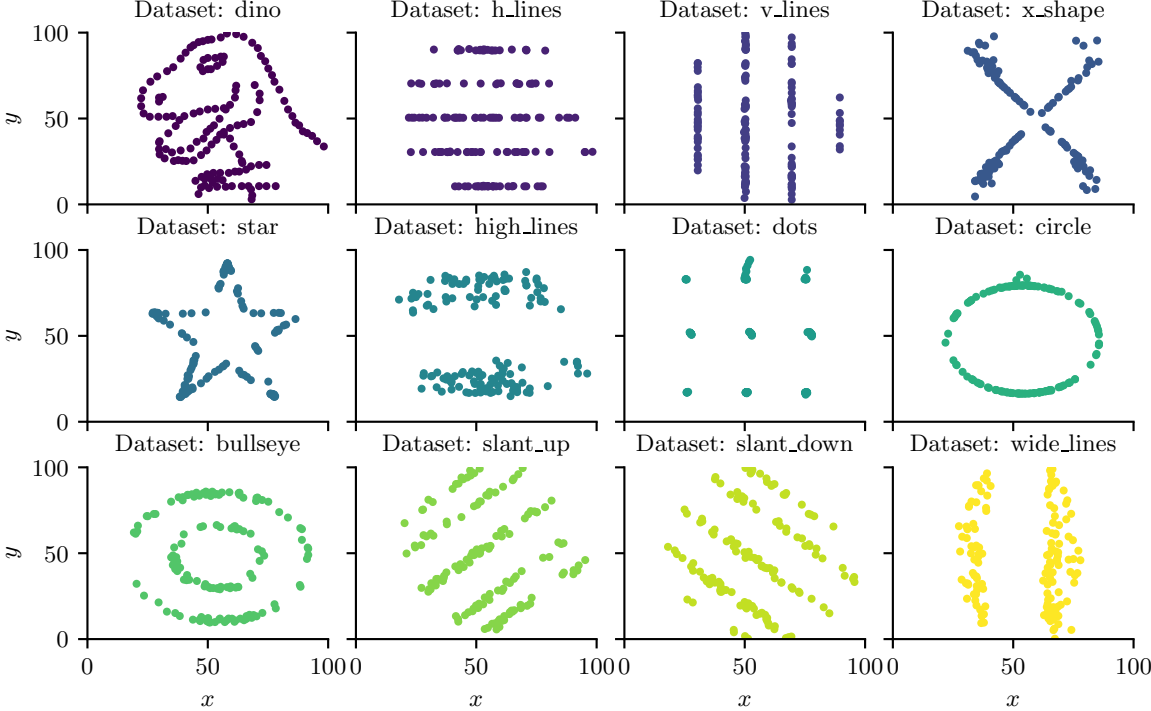 Dataset: dino Dataset: h_lines Dataset: v_lines Dataset: x_shape
100
50
0
y
Dataset: star Dataset: high_lines Dataset: dots Dataset: circle
100
50
0
y
Dataset: bullseye Dataset: slant_up Dataset: slant_down Dataset: wide_lines
100
50
0
y
0 50 100 0 50 100 0 50 100 0 50 100
x x x x